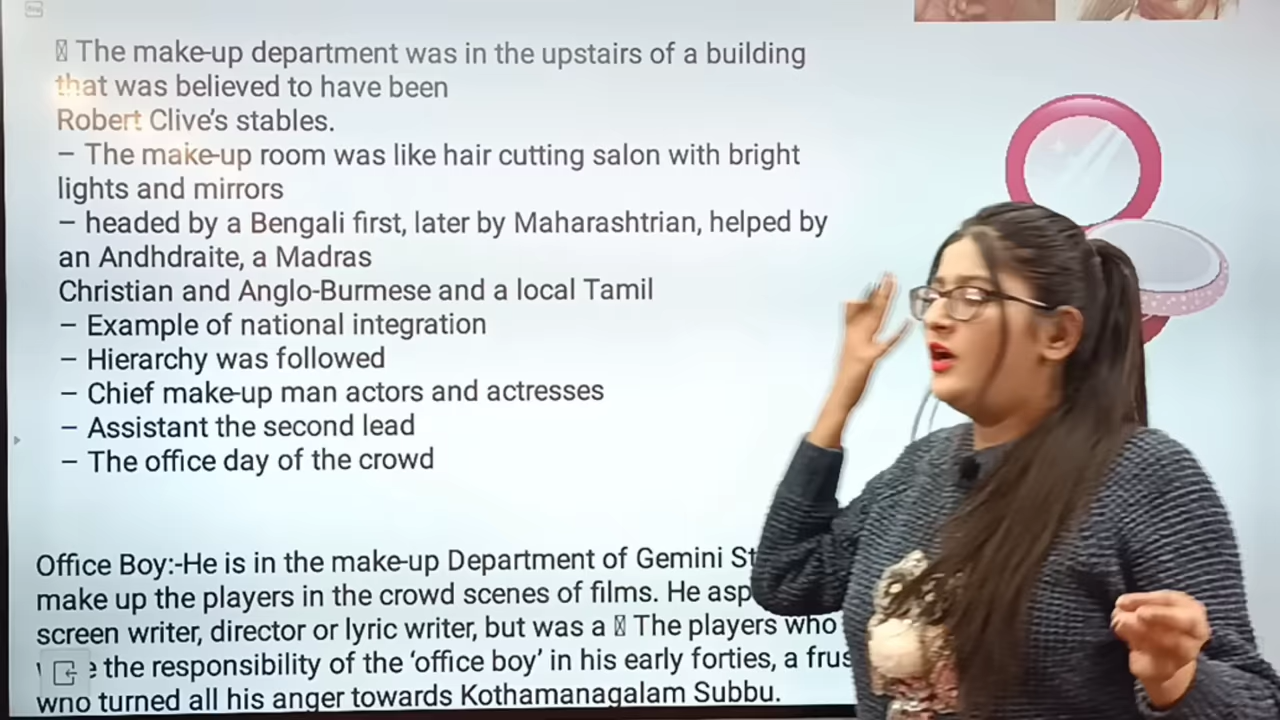 The make-up department was in the upstairs of a building
that was believed to have been
Robert Clive's stables.
– The make-up room was like hair cutting salon with bright
lights and mirrors
– headed by a Bengali first, later by Maharashtrian, helped by
an Andhdraite, a Madras
Christian and Anglo-Burmese and a local Tamil
– Example of national integration
– Hierarchy was followed
– Chief make-up man actors and actresses
– Assistant the second lead
– The office day of the crowd
Office Boy:-He is in the make-up Department of Gemini
make up the players in the crowd scenes of films. He
screen writer, director or lyric writer, but was a The players who
the responsibility of the 'office boy' in his early forties, a
who turned all his anger towards Kothamanagalam Subbu.